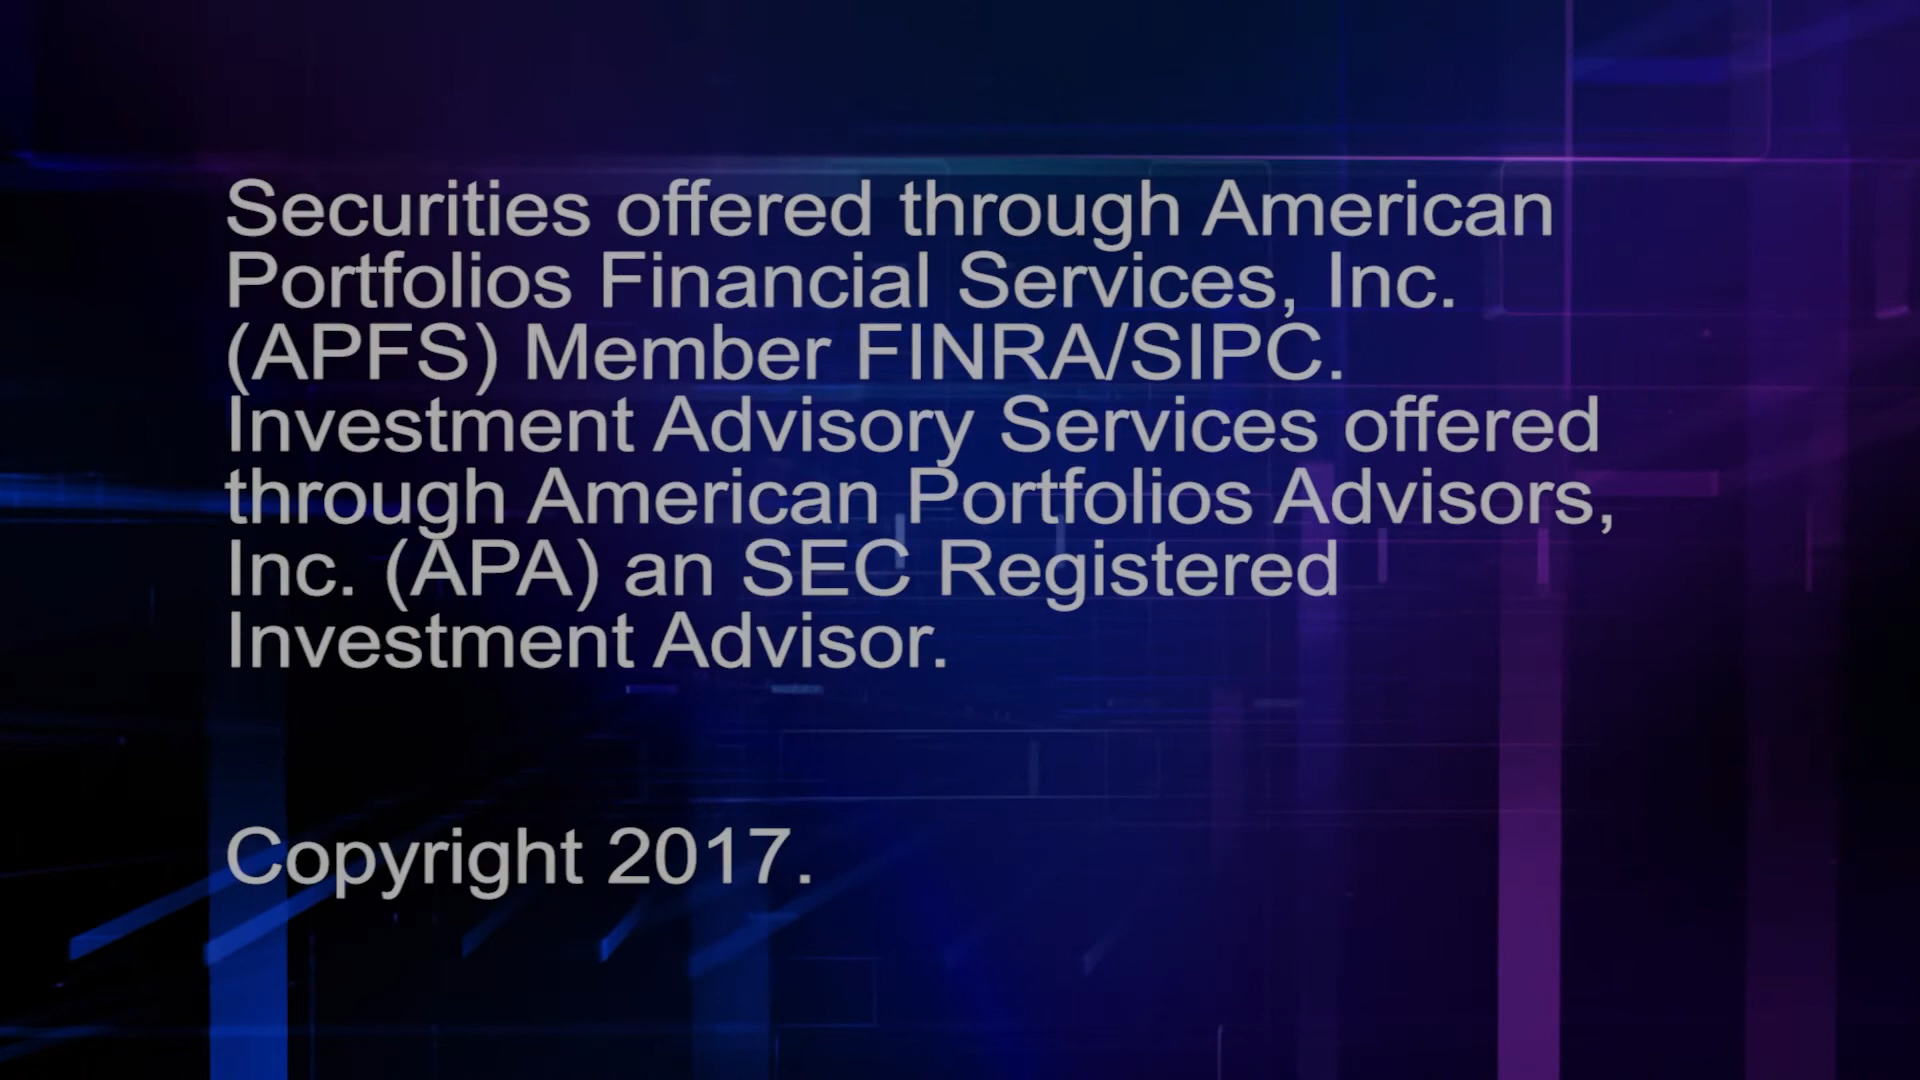 Securities offered through American
Portfolios Financial Services, Inc.
(APFS) Member FINRA/SIPC.
Investment Advisory Services offered
through American Portfolios Advisors,
Inc. (APA) an SEC Registered
Investment Advisor.
Copyright 2017.